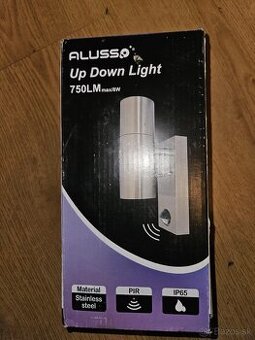 ALUSSO
Up Down Light
750LM max/8W
Material
Stainless steel
PIR
IP65